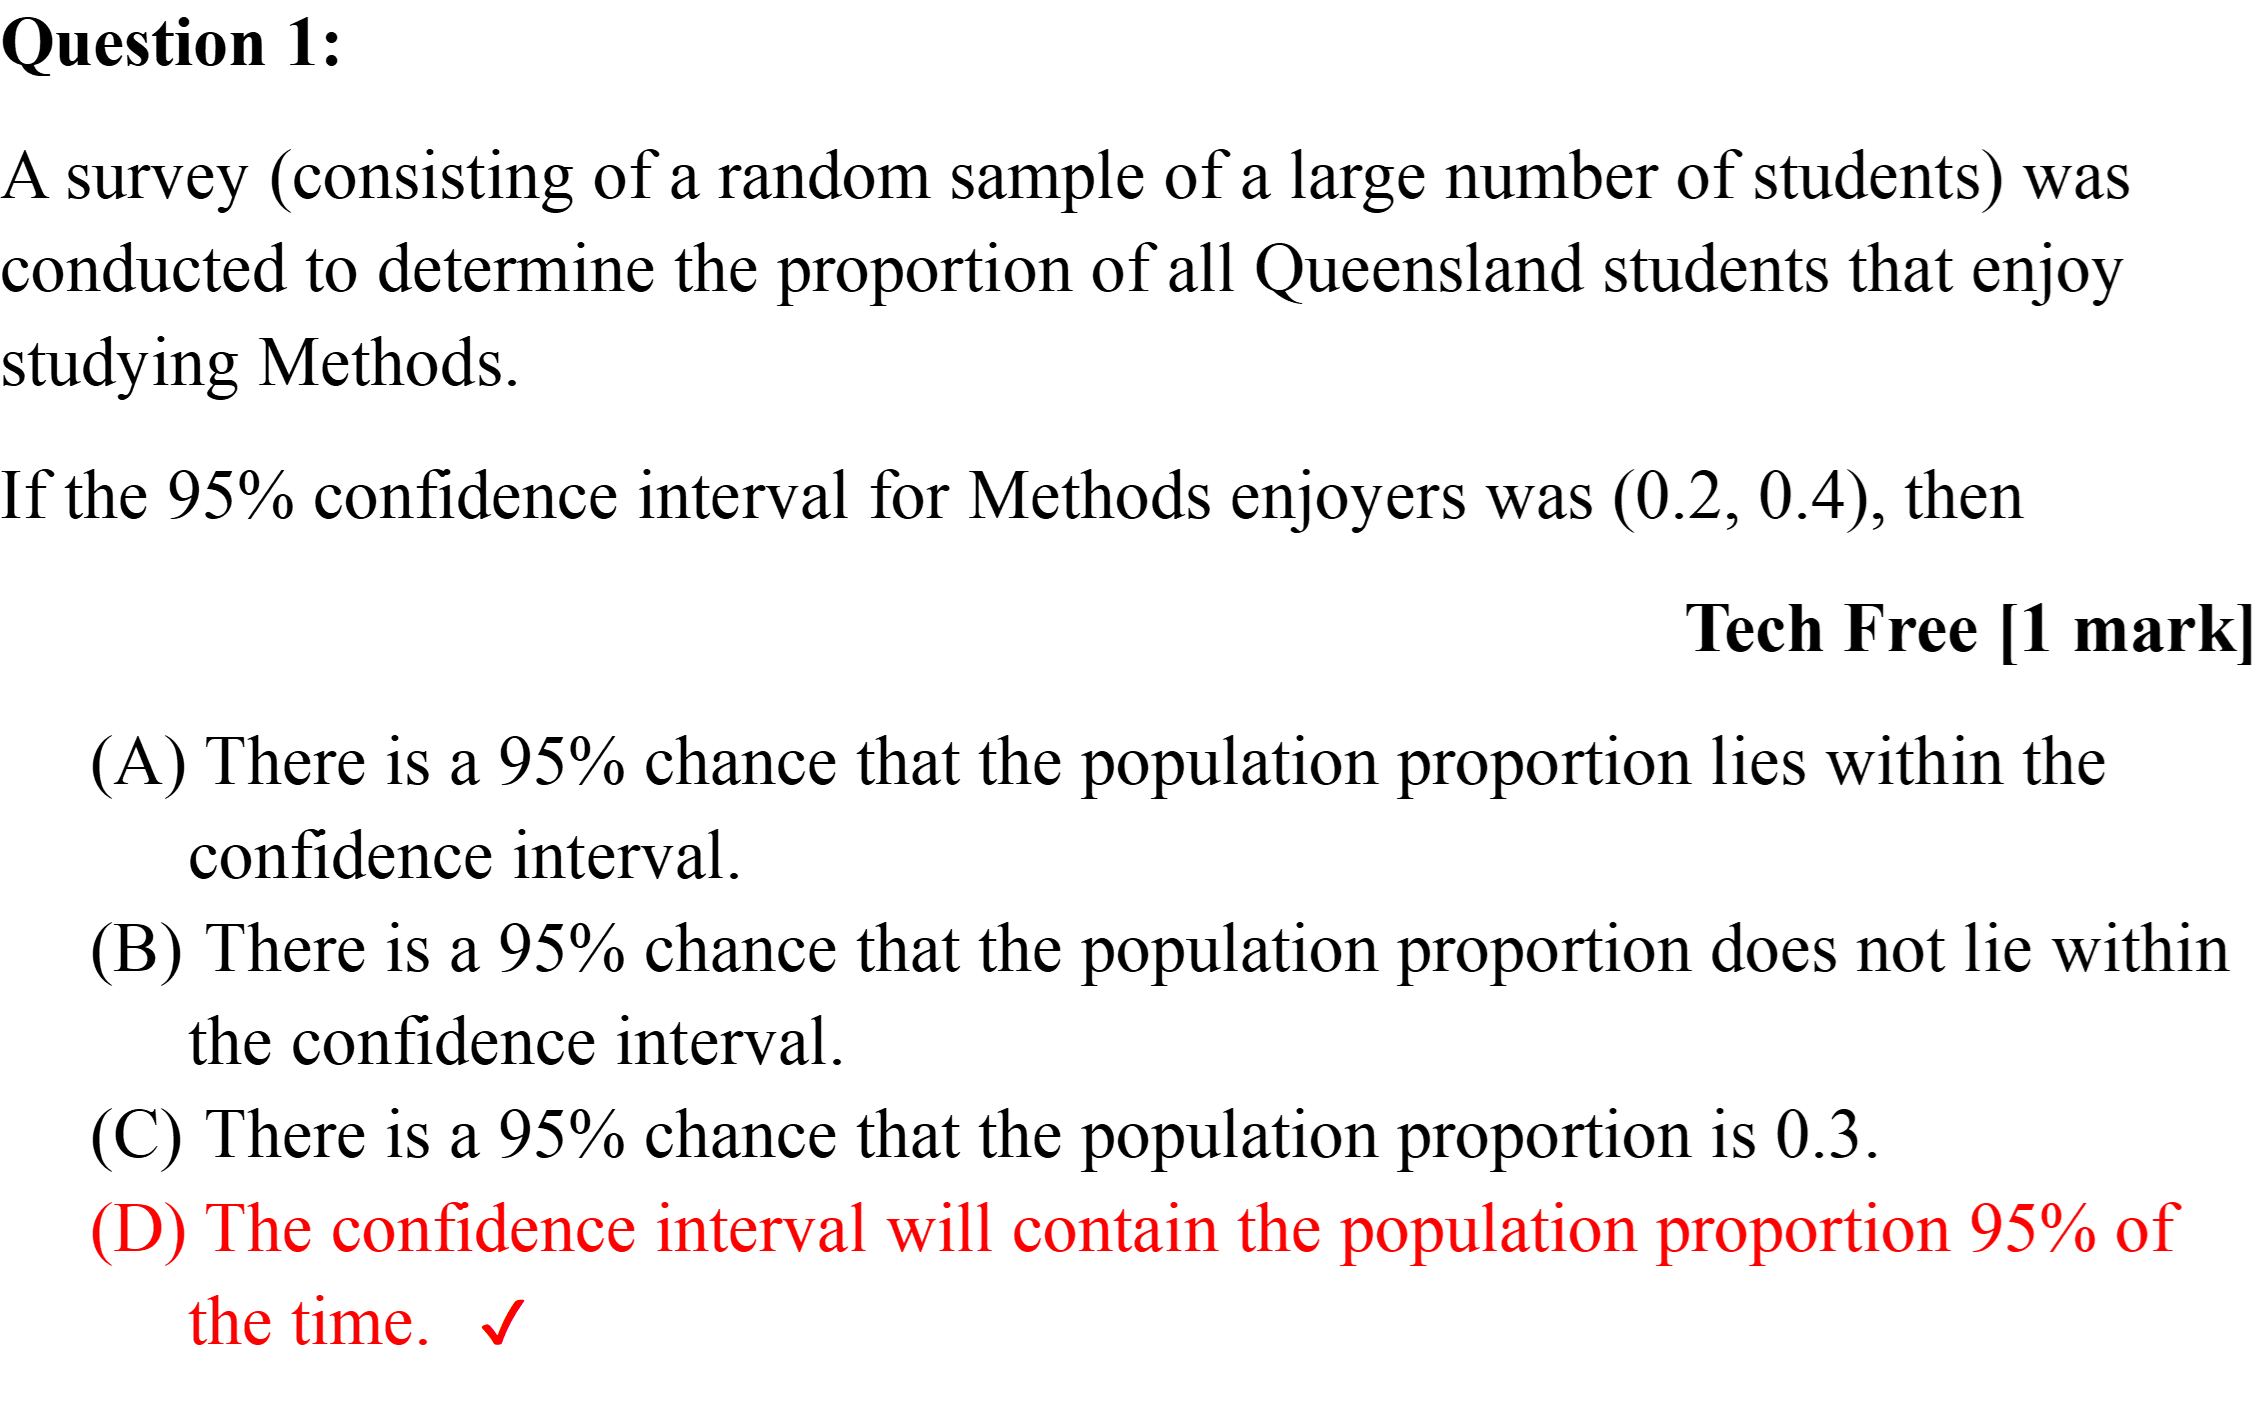 Question 1:
A survey (consisting of a random sample of a large number of students) was
conducted to determine the proportion of all Queensland students that enjoy
studying Methods.
If the 95% confidence interval for Methods enjoyers was (0.2, 0.4), then
Tech Free [1 mark]
(A) There is a 95% chance that the population proportion lies within the
confidence interval.
(B) There is a 95% chance that the population proportion does not lie within
the confidence interval.
(C) There is a 95% chance that the population proportion is 0.3.
(D) The confidence interval will contain the population proportion 95% of
the time. ✓